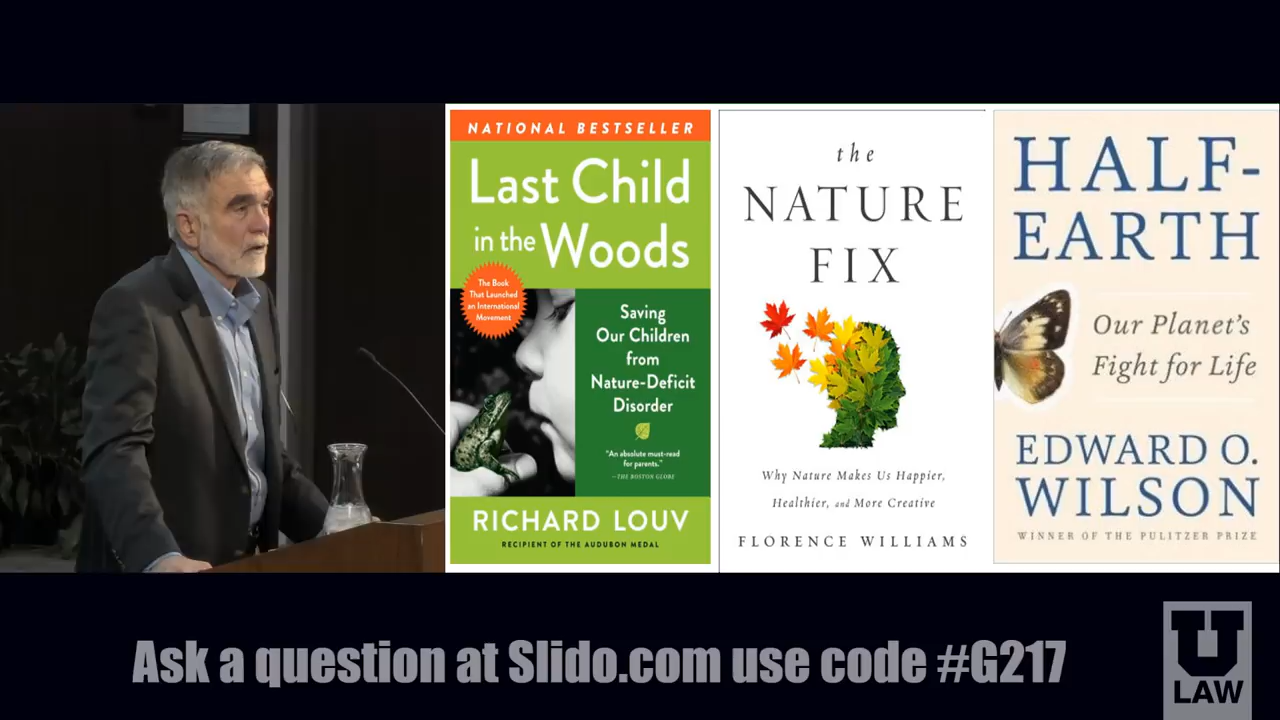 NATIONAL BESTSELLER
Last Child
in the Woods
The Book
That Launched
an International
Movement
Saving
Our Children
from
Nature-Deficit
Disorder
"An absolute must-read
for parents."
—THE BOSTON GLOBE
RICHARD LOUV
RECIPIENT OF THE AUDUBON MEDAL
the
NATURE
FIX
Why Nature Makes Us Happier,
Healthier, and More Creative
FLORENCE WILLIAMS
HALF-
EARTH
Our Planet's
Fight for Life
EDWARD O.
WILSON
WINNER OF THE PULITZER PRIZE
Ask a question at Slido.com use code #G217
U
LAW